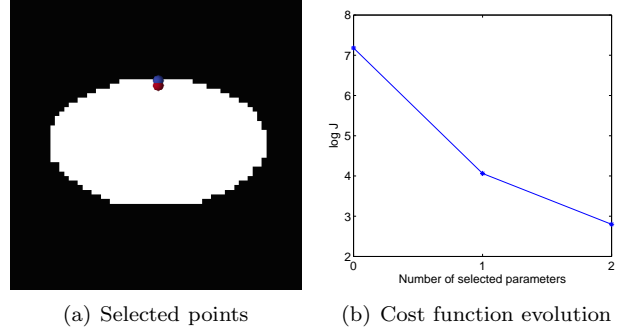 8
7
6
5
4
3
2
log J
0
1
2
Number of selected parameters
(a) Selected points
(b) Cost function evolution